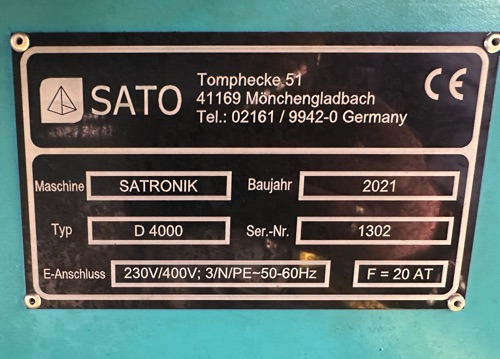 SATO
Tomphecke 51
41169 Mönchengladbach
Tel.: 02161 / 9942-0 Germany
CE
Maschine SATRONIK Baujahr 2021
Typ D 4000 Ser.-Nr. 1302
E-Anschluss 230V/400V; 3/N/PE~50-60Hz F = 20 AT